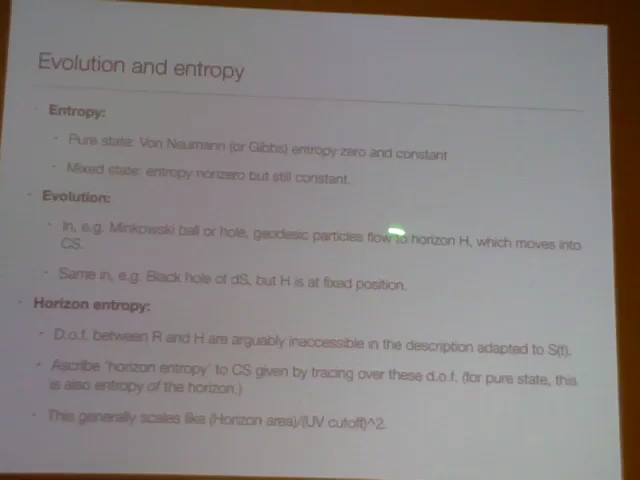 Evolution and entropy
Entropy:
- Pure state: Von Neumann (or Gibbs) entropy zero and constant
- Mixed state: entropy nonzero but still constant.
Evolution:
- In, e.g. Minkowski ball or hole, geodesic particles flow to horizon H, which moves into
CS.
- Same in, e.g. Black hole of dS, but H is at fixed position.
- Horizon entropy:
- D.o.f. between R and H are arguably inaccessible in the description adapted to S(t).
- Ascribe 'horizon entropy' to CS given by tracing over these d.o.f. (for pure state, this
is also entropy of the horizon.)
- This generally scales like (Horizon area)/(UV cutoff)^2.